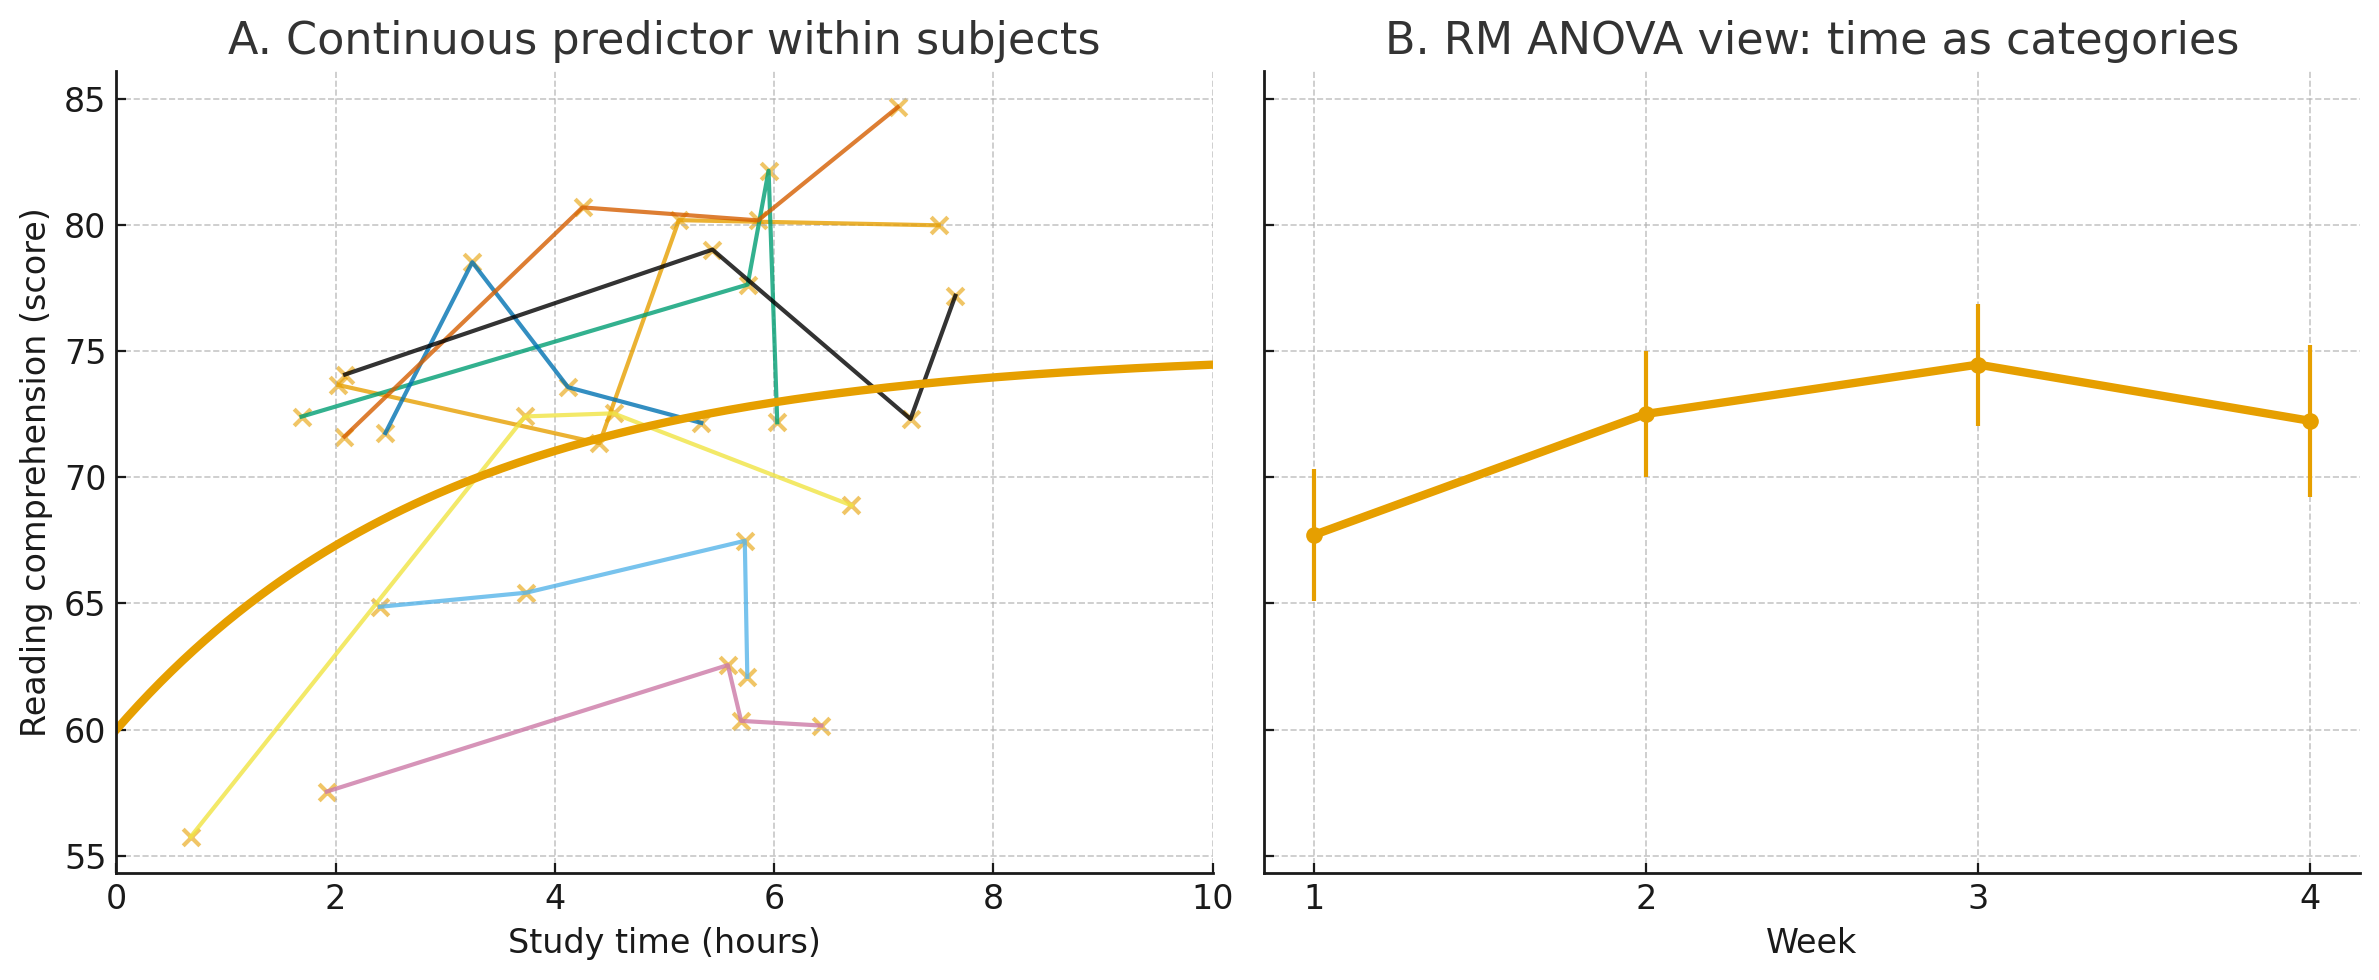 A. Continuous predictor within subjects
85
80
75
70
65
60
55
Reading comprehension (score)
0 2 4 6 8 10
Study time (hours)
B. RM ANOVA view: time as categories
1 2 3 4
Week